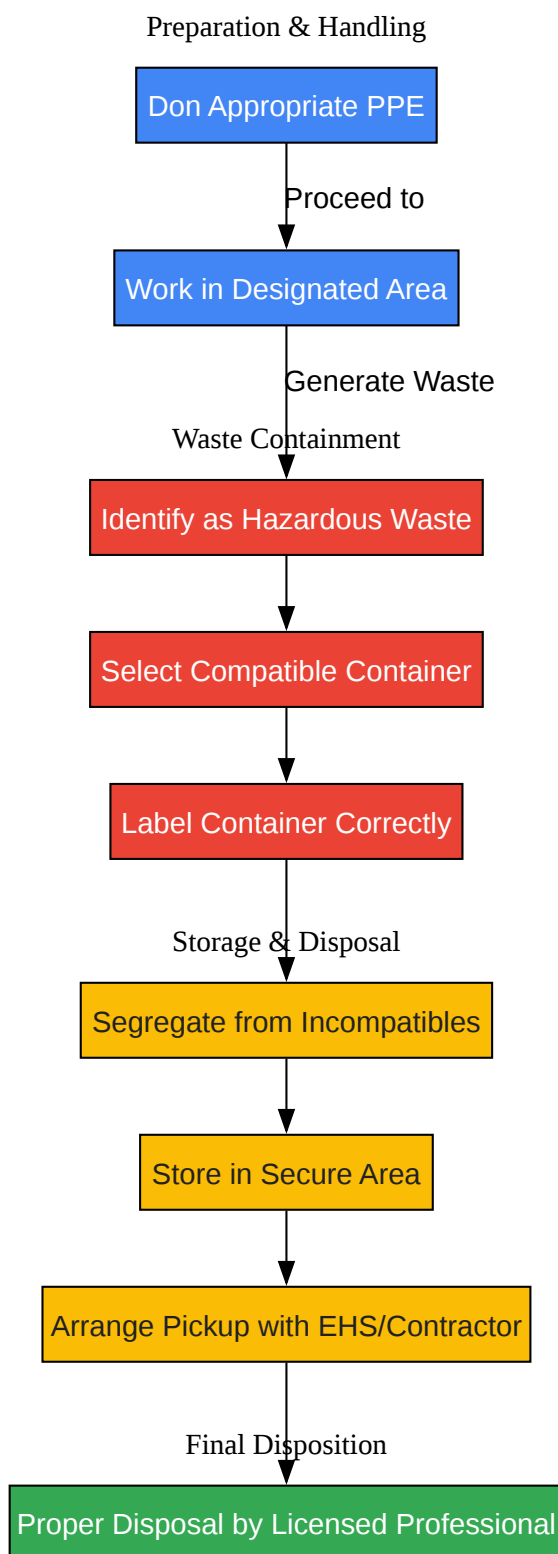 Preparation & Handling
Don Appropriate PPE
Proceed to
Work in Designated Area
Generate Waste
Waste Containment
Identify as Hazardous Waste
Select Compatible Container
Label Container Correctly
Storage & Disposal
Segregate from Incompatibles
Store in Secure Area
Arrange Pickup with EHS/Contractor
Final Disposition
Proper Disposal by Licensed Professional